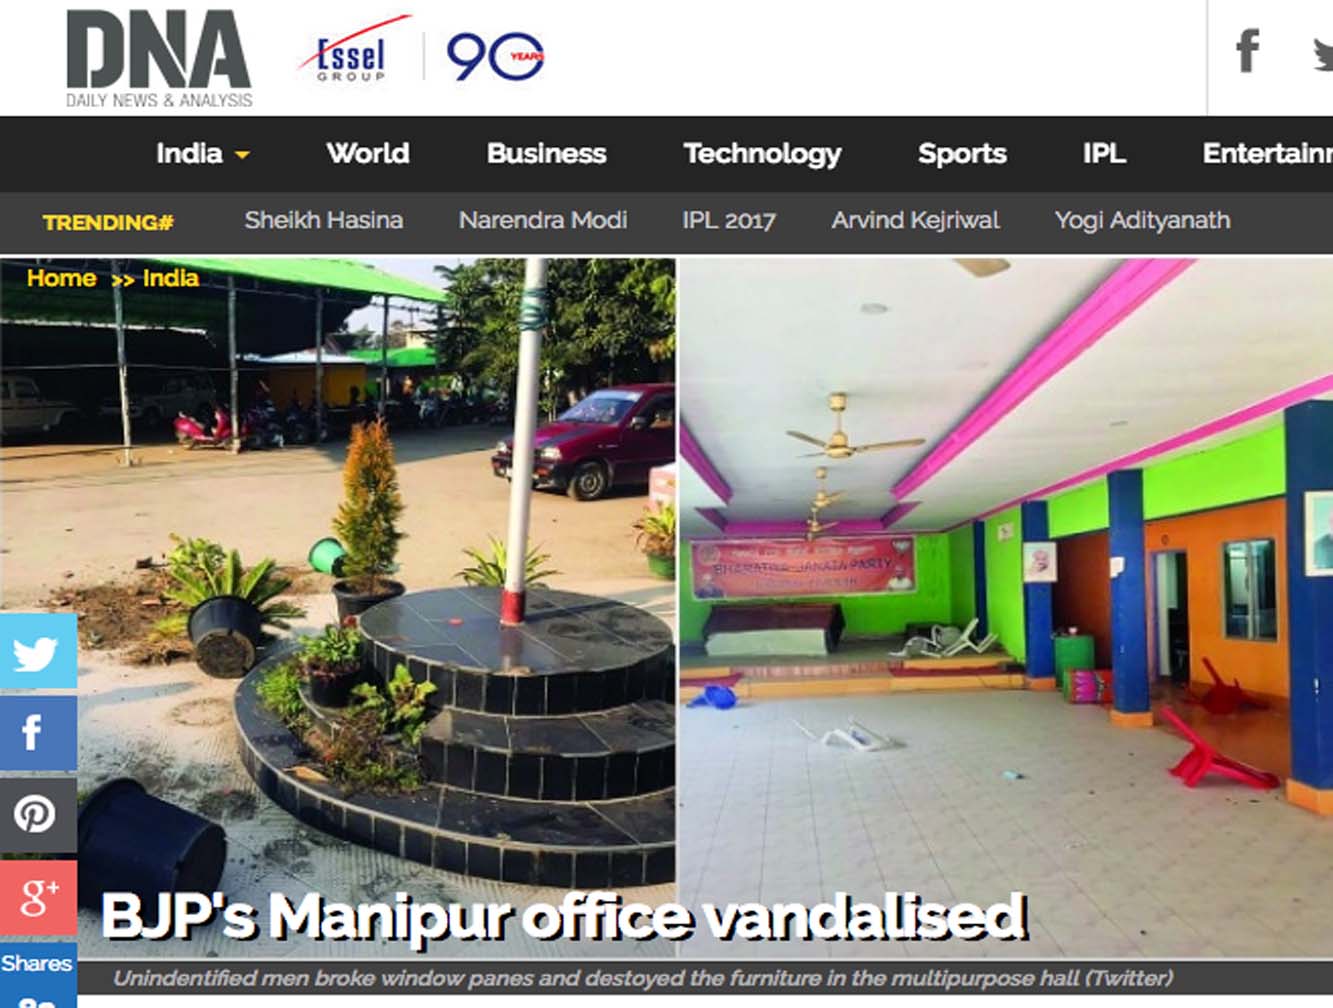 DNA
DAILY NEWS & ANALYSIS
Essel
GROUP
90
YEARS
India World Business Technology Sports IPL
TRENDING# Sheikh Hasina Narendra Modi IPL 2017 Arvind Kejriwal Yogi Adityanath
Home >> India
BHARATIYA JANATA PARTY
g+
BJP's Manipur office vandalised
Shares
Unindentified men broke window panes and destoyed the furniture in the multipurpose hall (Twitter)